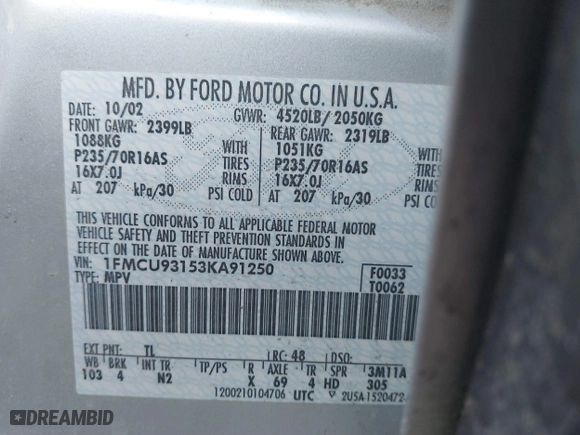 MFD. BY FORD MOTOR CO. IN U.S.A.
DATE: 10/02 GVWR: 4520LB/ 2050KG
FRONT GAWR: 2399LB REAR GAWR: 2319LB
1088KG WITH 1051KG WITH
P235/70R16AS TIRES P235/70R16AS TIRES
16X7.0J RIMS 16X7.0J RIMS
AT 207 kPa/30 PSI COLD AT 207 kPa/30 PSI COL
THIS VEHICLE CONFORMS TO ALL APPLICABLE FEDERAL MOTOR
VEHICLE SAFETY AND THEFT PREVENTION STANDARDS IN
EFFECT ON THE DATE OF MANUFACTURE SHOWN ABOVE.
VIN: 1FMCU93153KA91250 F0033
TYPE: MPV T0062
EXT PNT: TL RC: 48 DSO:
WB BRK INT TR TP/PS R AXLE TR SPR 3M11A
103 4 N2 X 69 4 HD 305
1200210104706 UTC 2U5A-1520472-
DREAMBID